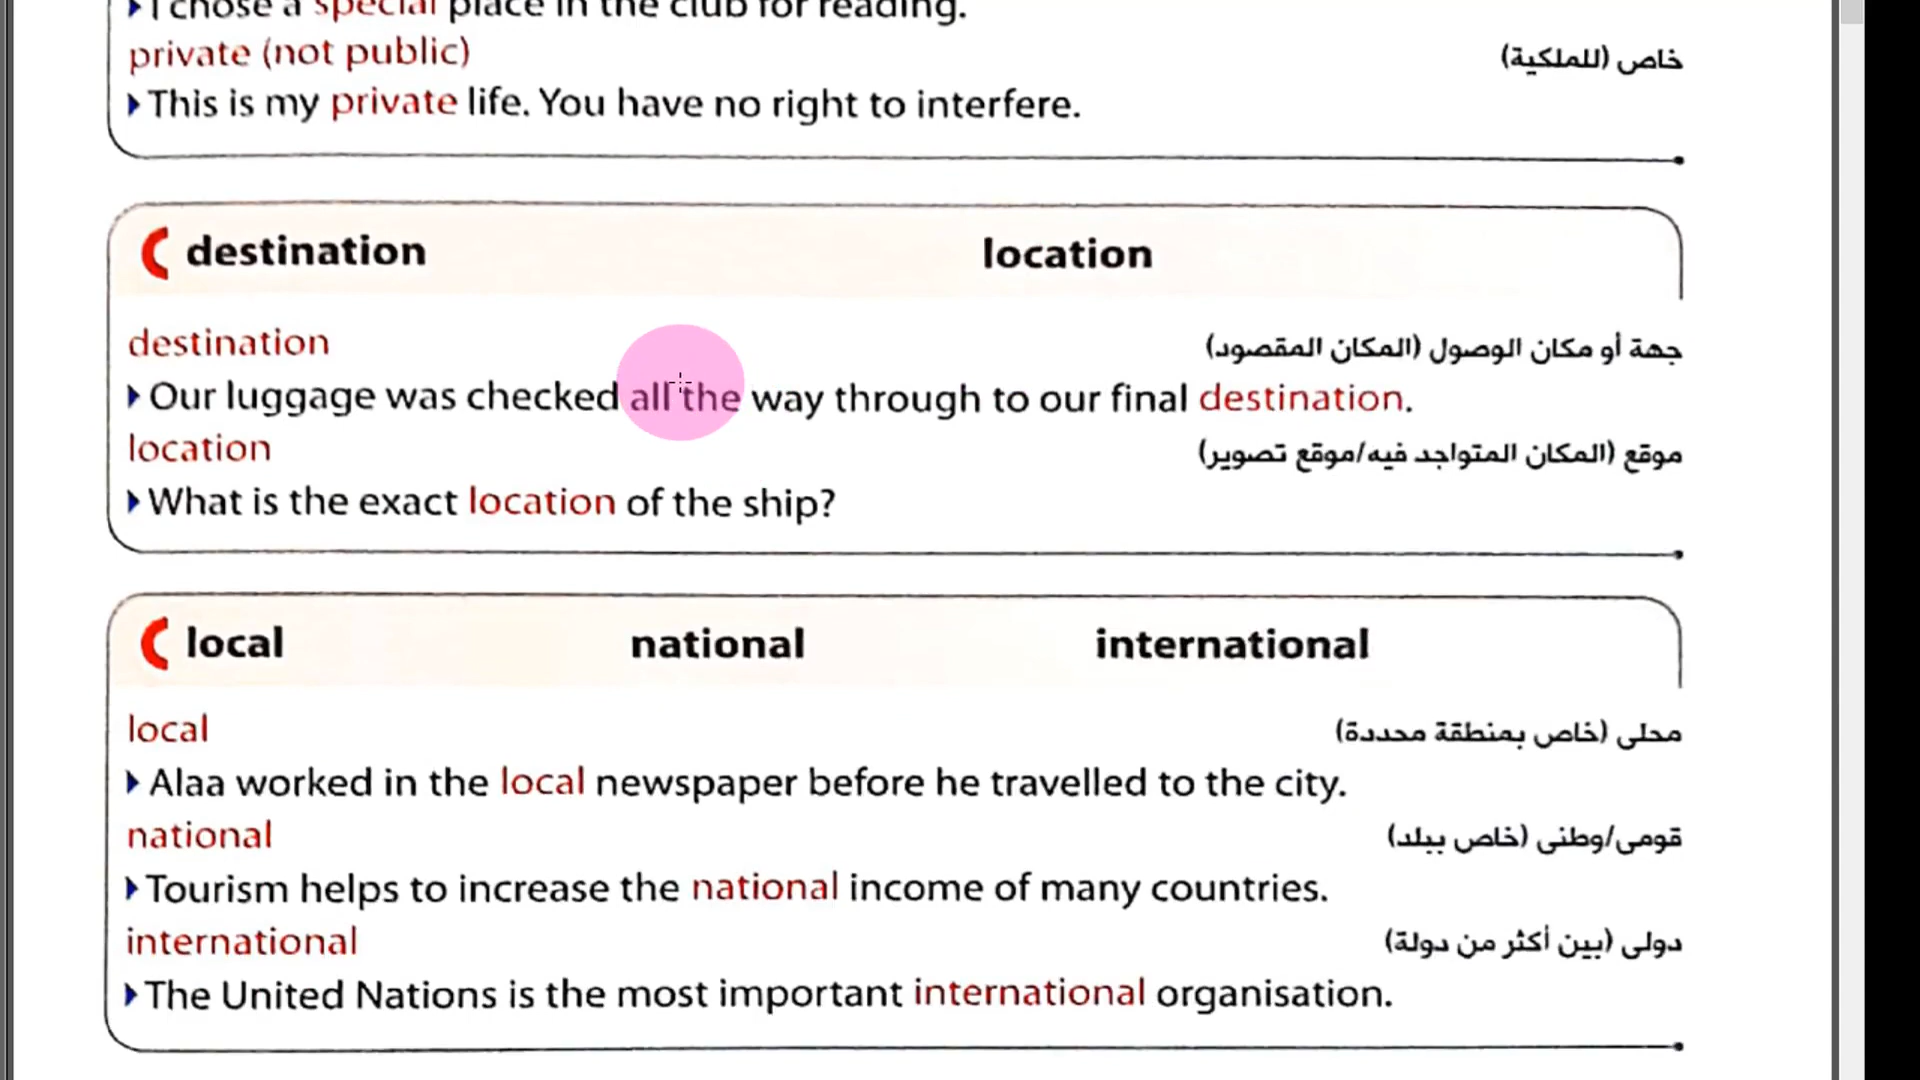 I chose a special place in the club for reading.
private (not public) خاص (للملكية)
This is my private life. You have no right to interfere.
destination location
destination جهة أو مكان الوصول (المكان المقصود)
Our luggage was checked all the way through to our final destination.
location موقع (المكان المتواجد فيه/موقع تصوير)
What is the exact location of the ship?
local national international
local محلى (خاص بمنطقة محددة)
Alaa worked in the local newspaper before he travelled to the city.
national قومى/وطنى (خاص ببلد)
Tourism helps to increase the national income of many countries.
international دولى (بين أكثر من دولة)
The United Nations is the most important international organisation.